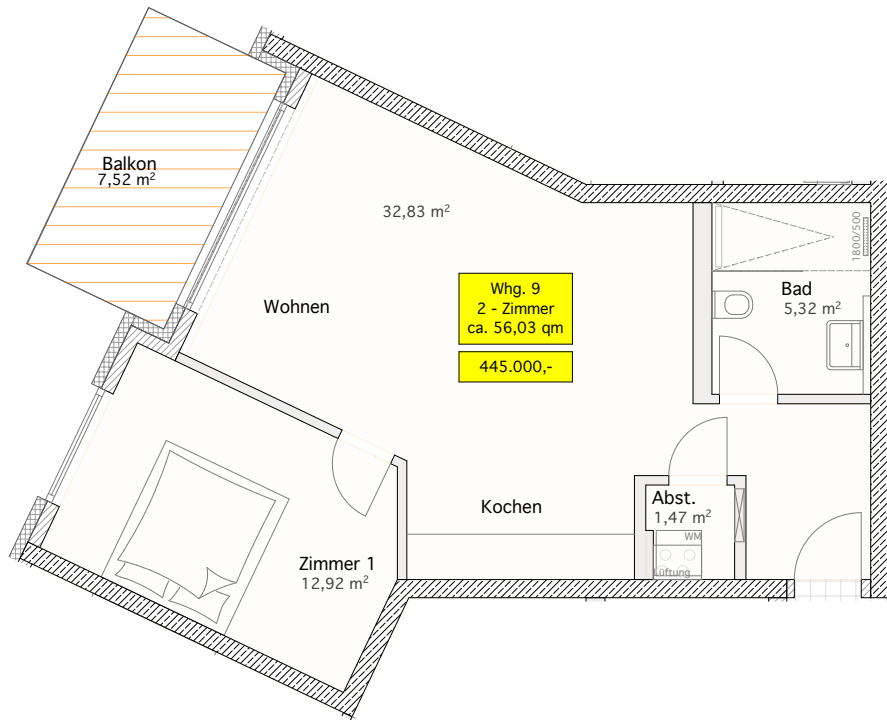 Balkon
7,52 m²
32,83 m²
Wohnen
Whg. 9
2 - Zimmer
ca. 56,03 qm
445.000,-
1800/500
Bad
5,32 m²
Kochen
Abst.
1,47 m²
WM
Lüftung
Zimmer 1
12,92 m²